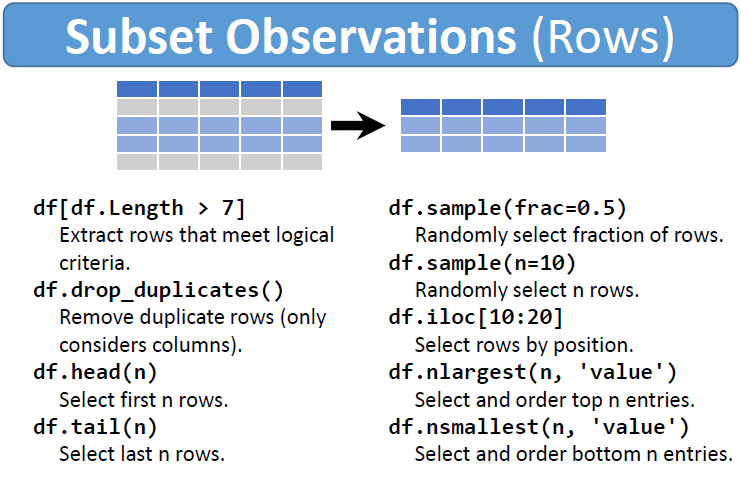 Subset Observations (Rows)
df[df.Length > 7]
Extract rows that meet logical
criteria.
df.drop_duplicates()
Remove duplicate rows (only
considers columns).
df.head(n)
Select first n rows.
df.tail(n)
Select last n rows.
df.sample(frac=0.5)
Randomly select fraction of rows.
df.sample(n=10)
Randomly select n rows.
df.iloc[10:20]
Select rows by position.
df.nlargest(n, 'value')
Select and order top n entries.
df.nsmallest(n, 'value')
Select and order bottom n entries.